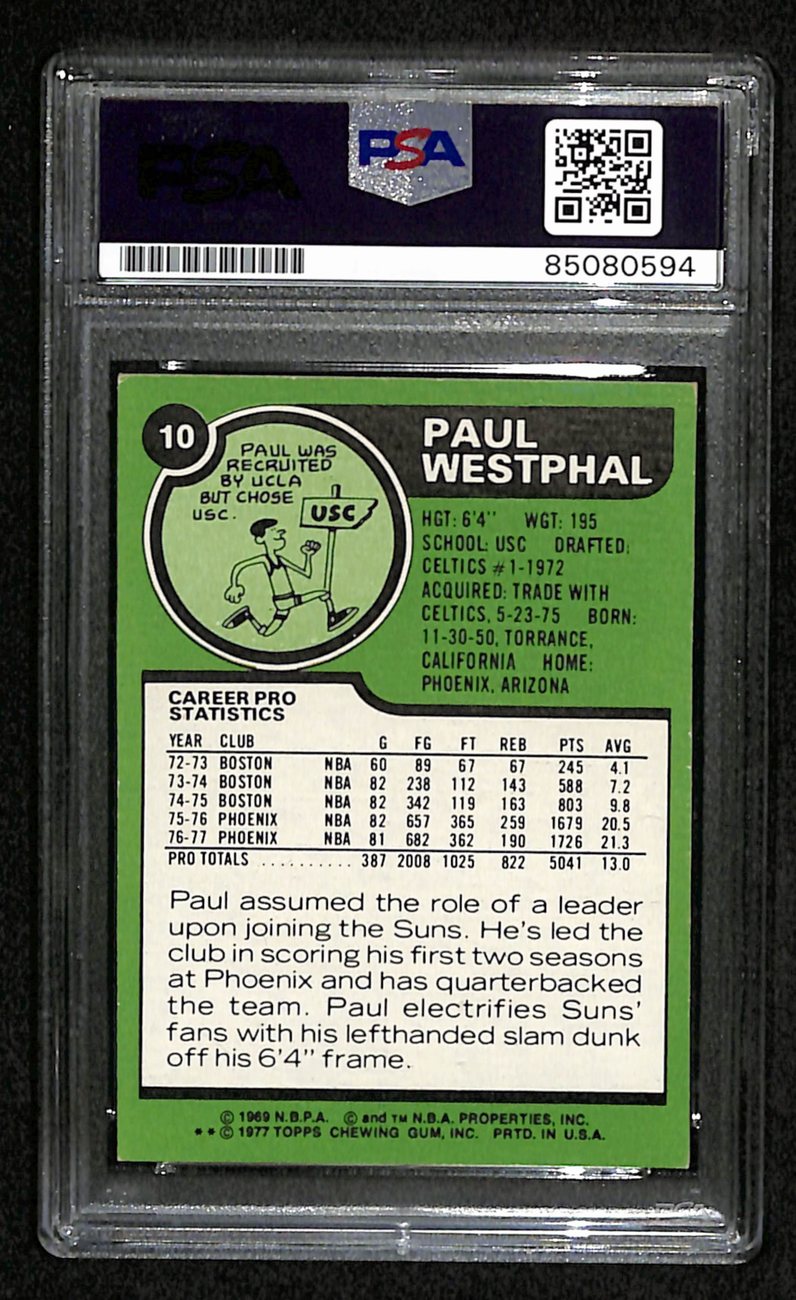 PSA
PSA
85080594
10
PAUL WAS
RECRUITED
BY UCLA
BUT CHOSE
USC.
USC
PAUL
WESTPHAL
HGT: 6'4" WGT: 195
SCHOOL: USC DRAFTED:
CELTICS #1-1972
ACQUIRED: TRADE WITH
CELTICS, 5-23-75 BORN:
11-30-50, TORRANCE,
CALIFORNIA HOME:
PHOENIX, ARIZONA
CAREER PRO
STATISTICS
YEAR CLUB G FG FT REB PTS AVG
72-73 BOSTON NBA 60 89 67 67 245 4.1
73-74 BOSTON NBA 82 238 112 143 588 7.2
74-75 BOSTON NBA 82 342 119 163 803 9.8
75-76 PHOENIX NBA 82 657 365 259 1679 20.5
76-77 PHOENIX NBA 81 682 362 190 1726 21.3
PRO TOTALS .......... 387 2008 1025 822 5041 13.0
Paul assumed the role of a leader
upon joining the Suns. He's led the
club in scoring his first two seasons
at Phoenix and has quarterbacked
the team. Paul electrifies Suns'
fans with his lefthanded slam dunk
off his 6'4" frame.
© 1969 N.B.P.A. © and TM N.B.A. PROPERTIES, INC.
** © 1977 TOPPS CHEWING GUM, INC. PRTD. IN U.S.A.